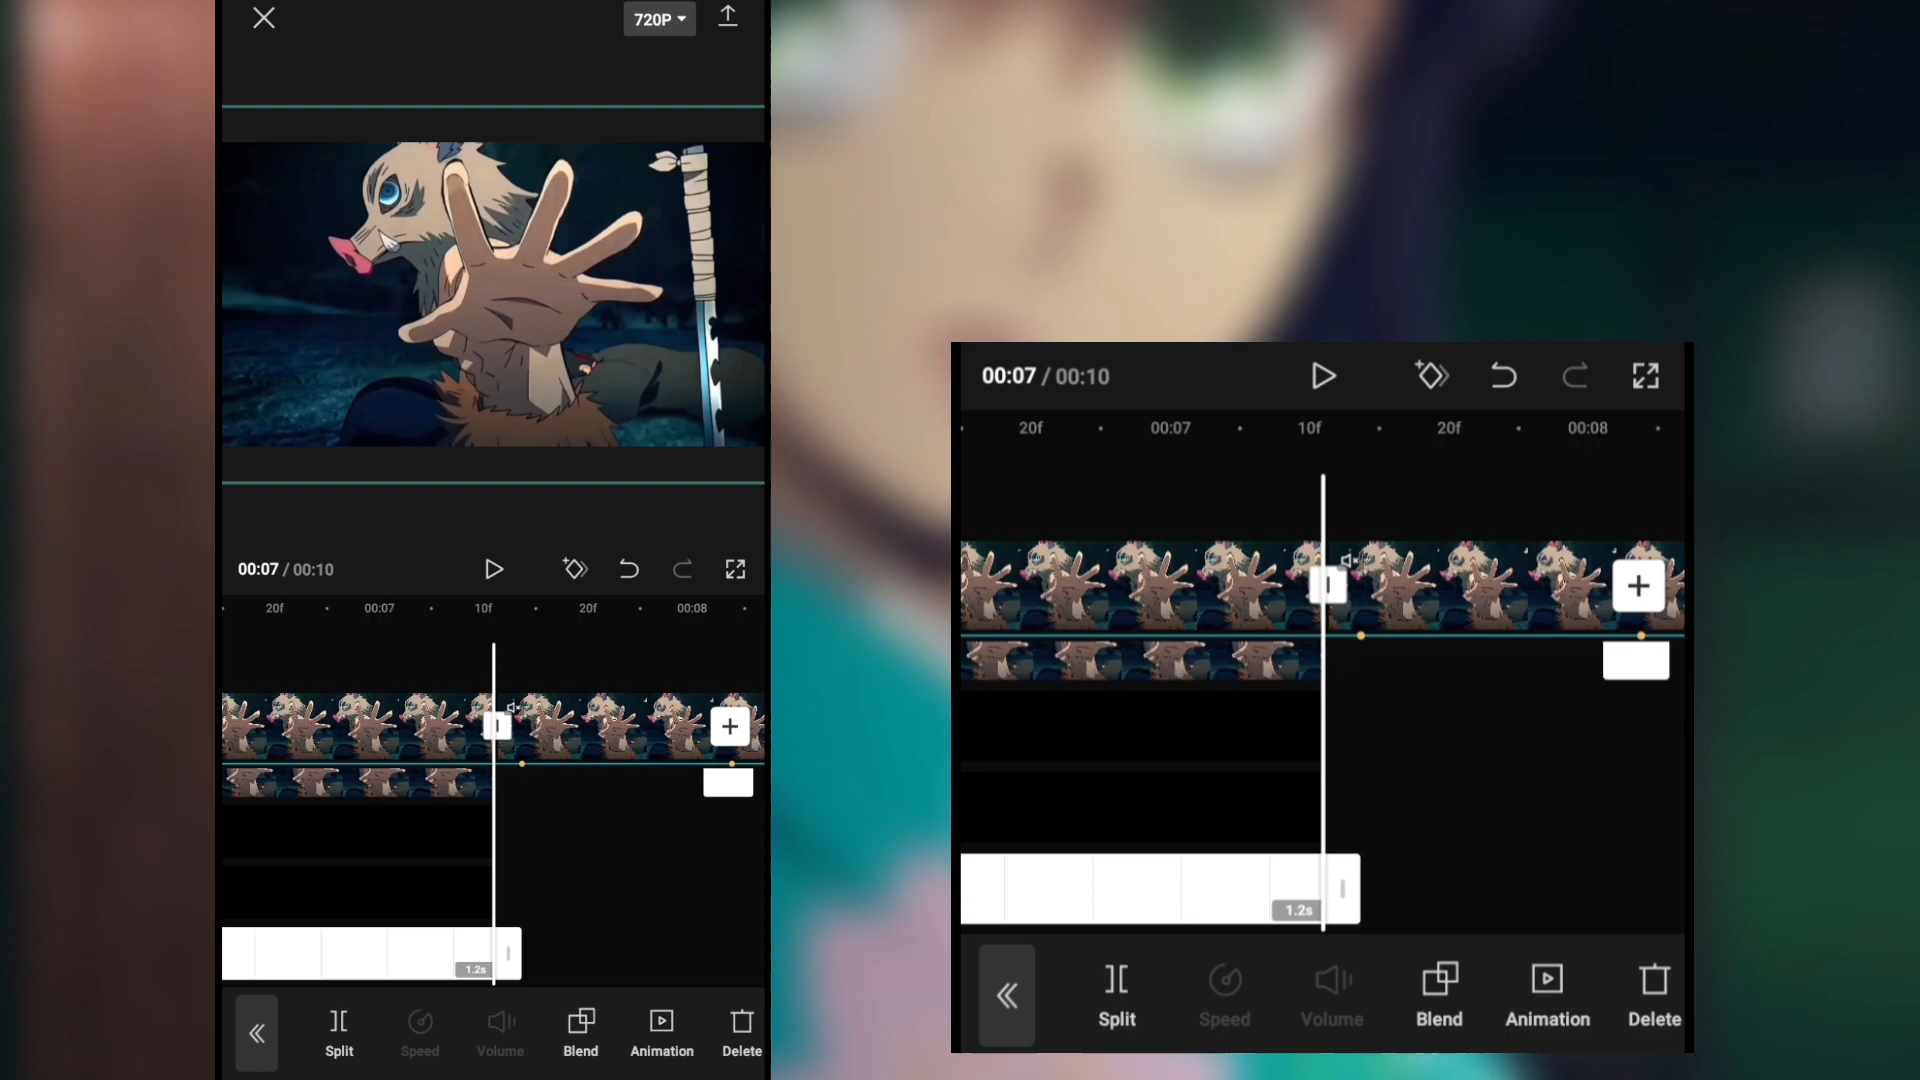 720P
00:07 / 00:10
20f 00:07 10f 20f 00:08
1.2s
Split Speed Volume Blend Animation Delete
00:07 / 00:10
20f 00:07 10f 20f 00:08
1.2s
Split Speed Volume Blend Animation Delete